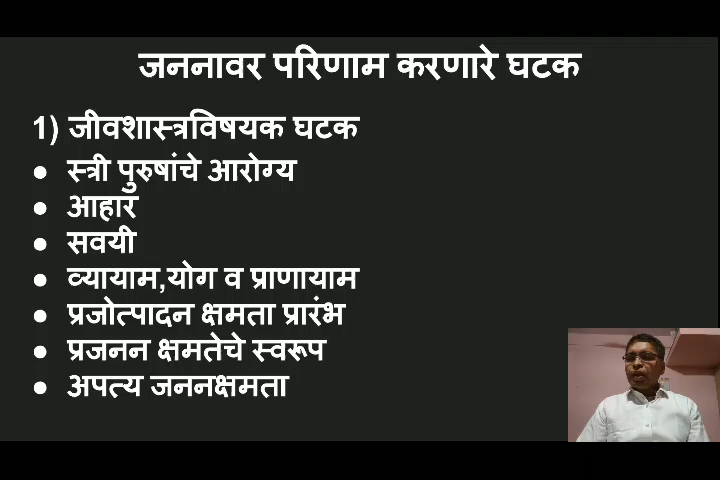 जननावर परिणाम करणारे घटक
1) जीवशास्त्रविषयक घटक
● स्त्री पुरुषांचे आरोग्य
● आहार
● सवयी
● व्यायाम,योग व प्राणायाम
● प्रजोत्पादन क्षमता प्रारंभ
● प्रजनन क्षमतेचे स्वरूप
● अपत्य जननक्षमता